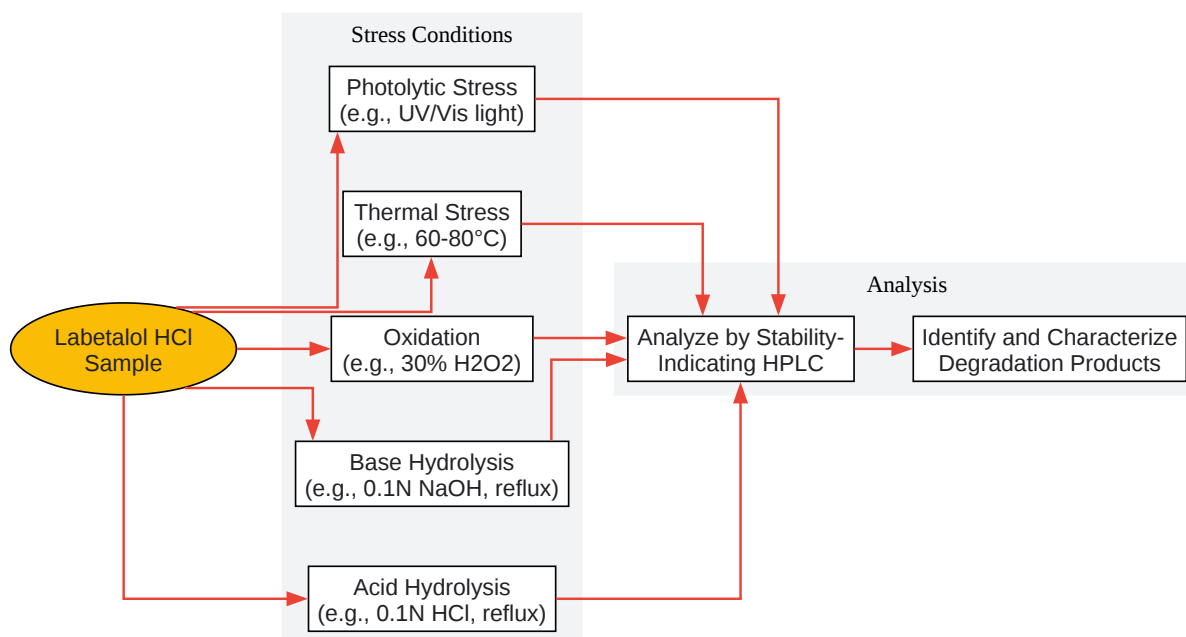 Stress Conditions
Photolytic Stress
(e.g., UV/Vis light)
Thermal Stress
(e.g., 60-80°C)
Analysis
Labetalol HCl
Sample
Oxidation
(e.g., 30% H2O2)
Analyze by Stability-
Indicating HPLC
Identify and Characterize
Degradation Products
Base Hydrolysis
(e.g., 0.1N NaOH, reflux)
Acid Hydrolysis
(e.g., 0.1N HCl, reflux)